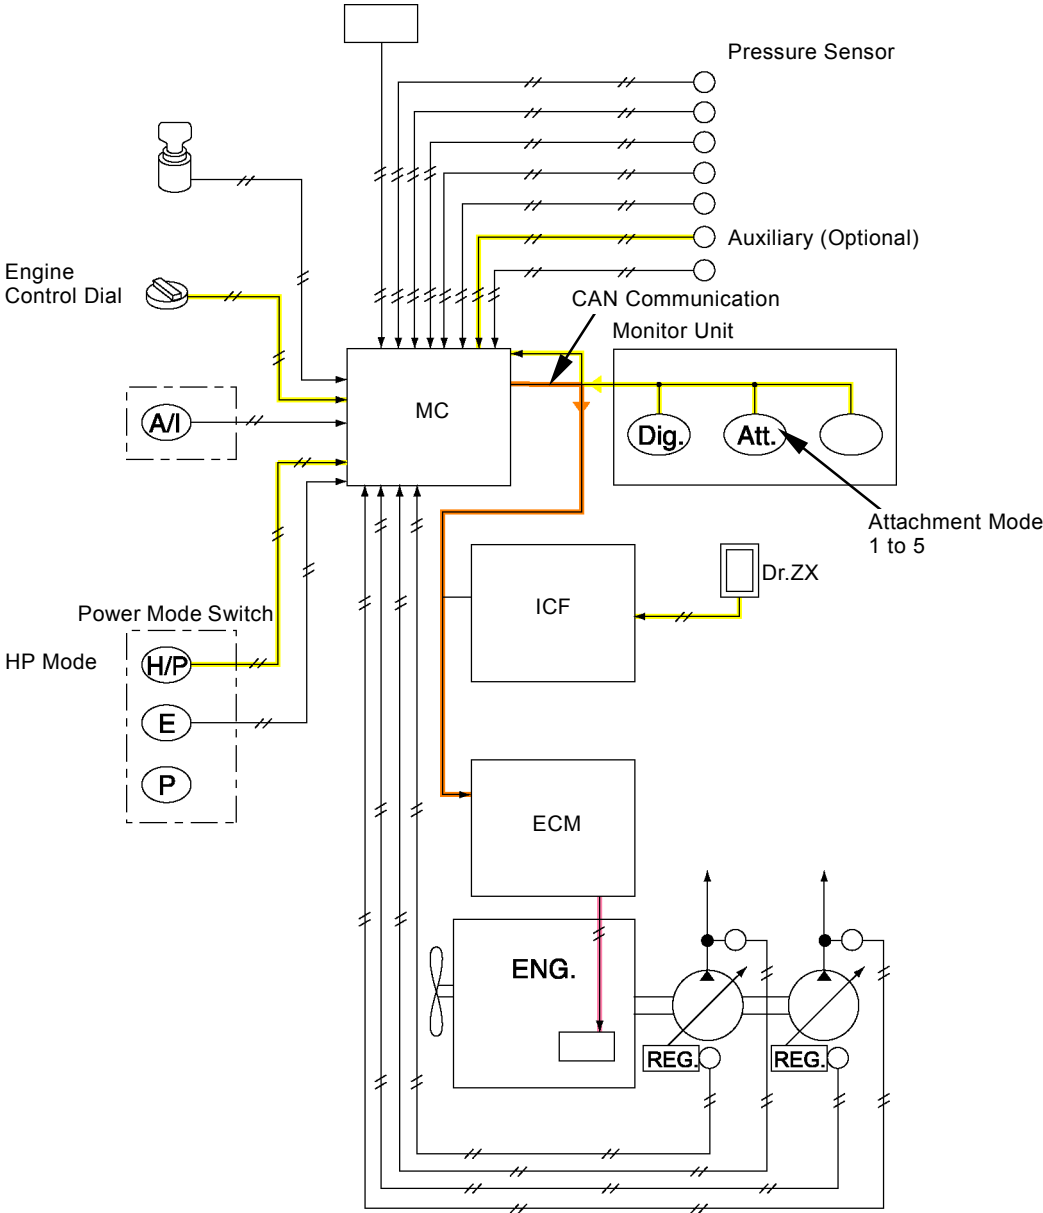 Pressure Sensor
Auxiliary (Optional)
Engine
Control Dial
CAN Communication
Monitor Unit
MC
A/I
Dig.
Att.
Attachment Mode
1 to 5
Dr.ZX
ICF
Power Mode Switch
HP Mode
H/P
E
P
ECM
ENG.
REG.
REG.